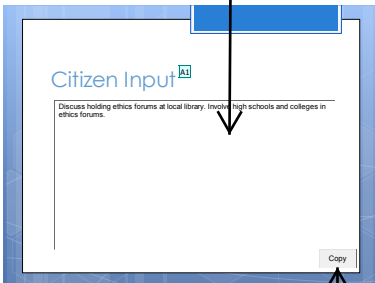 Citizen Input A1
Discuss holding ethics forums at local library. Involve high schools and colleges in
ethics forums.
Copy